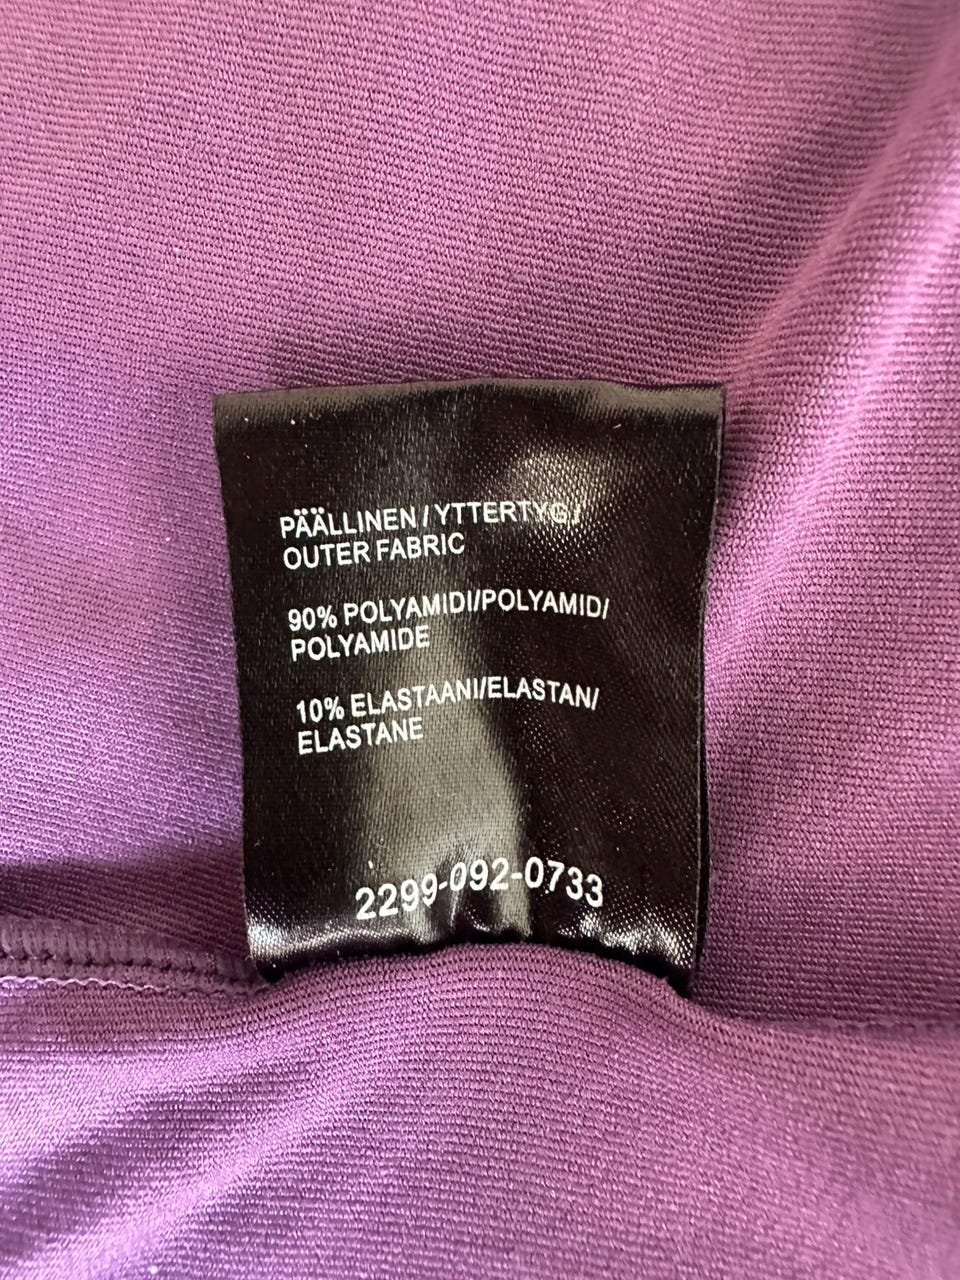 PÄÄLLINEN / YTTERTYG /
OUTER FABRIC
90% POLYAMIDI/POLYAMID/
POLYAMIDE
10% ELASTAANI/ELASTAN/
ELASTANE
2299-092-0733